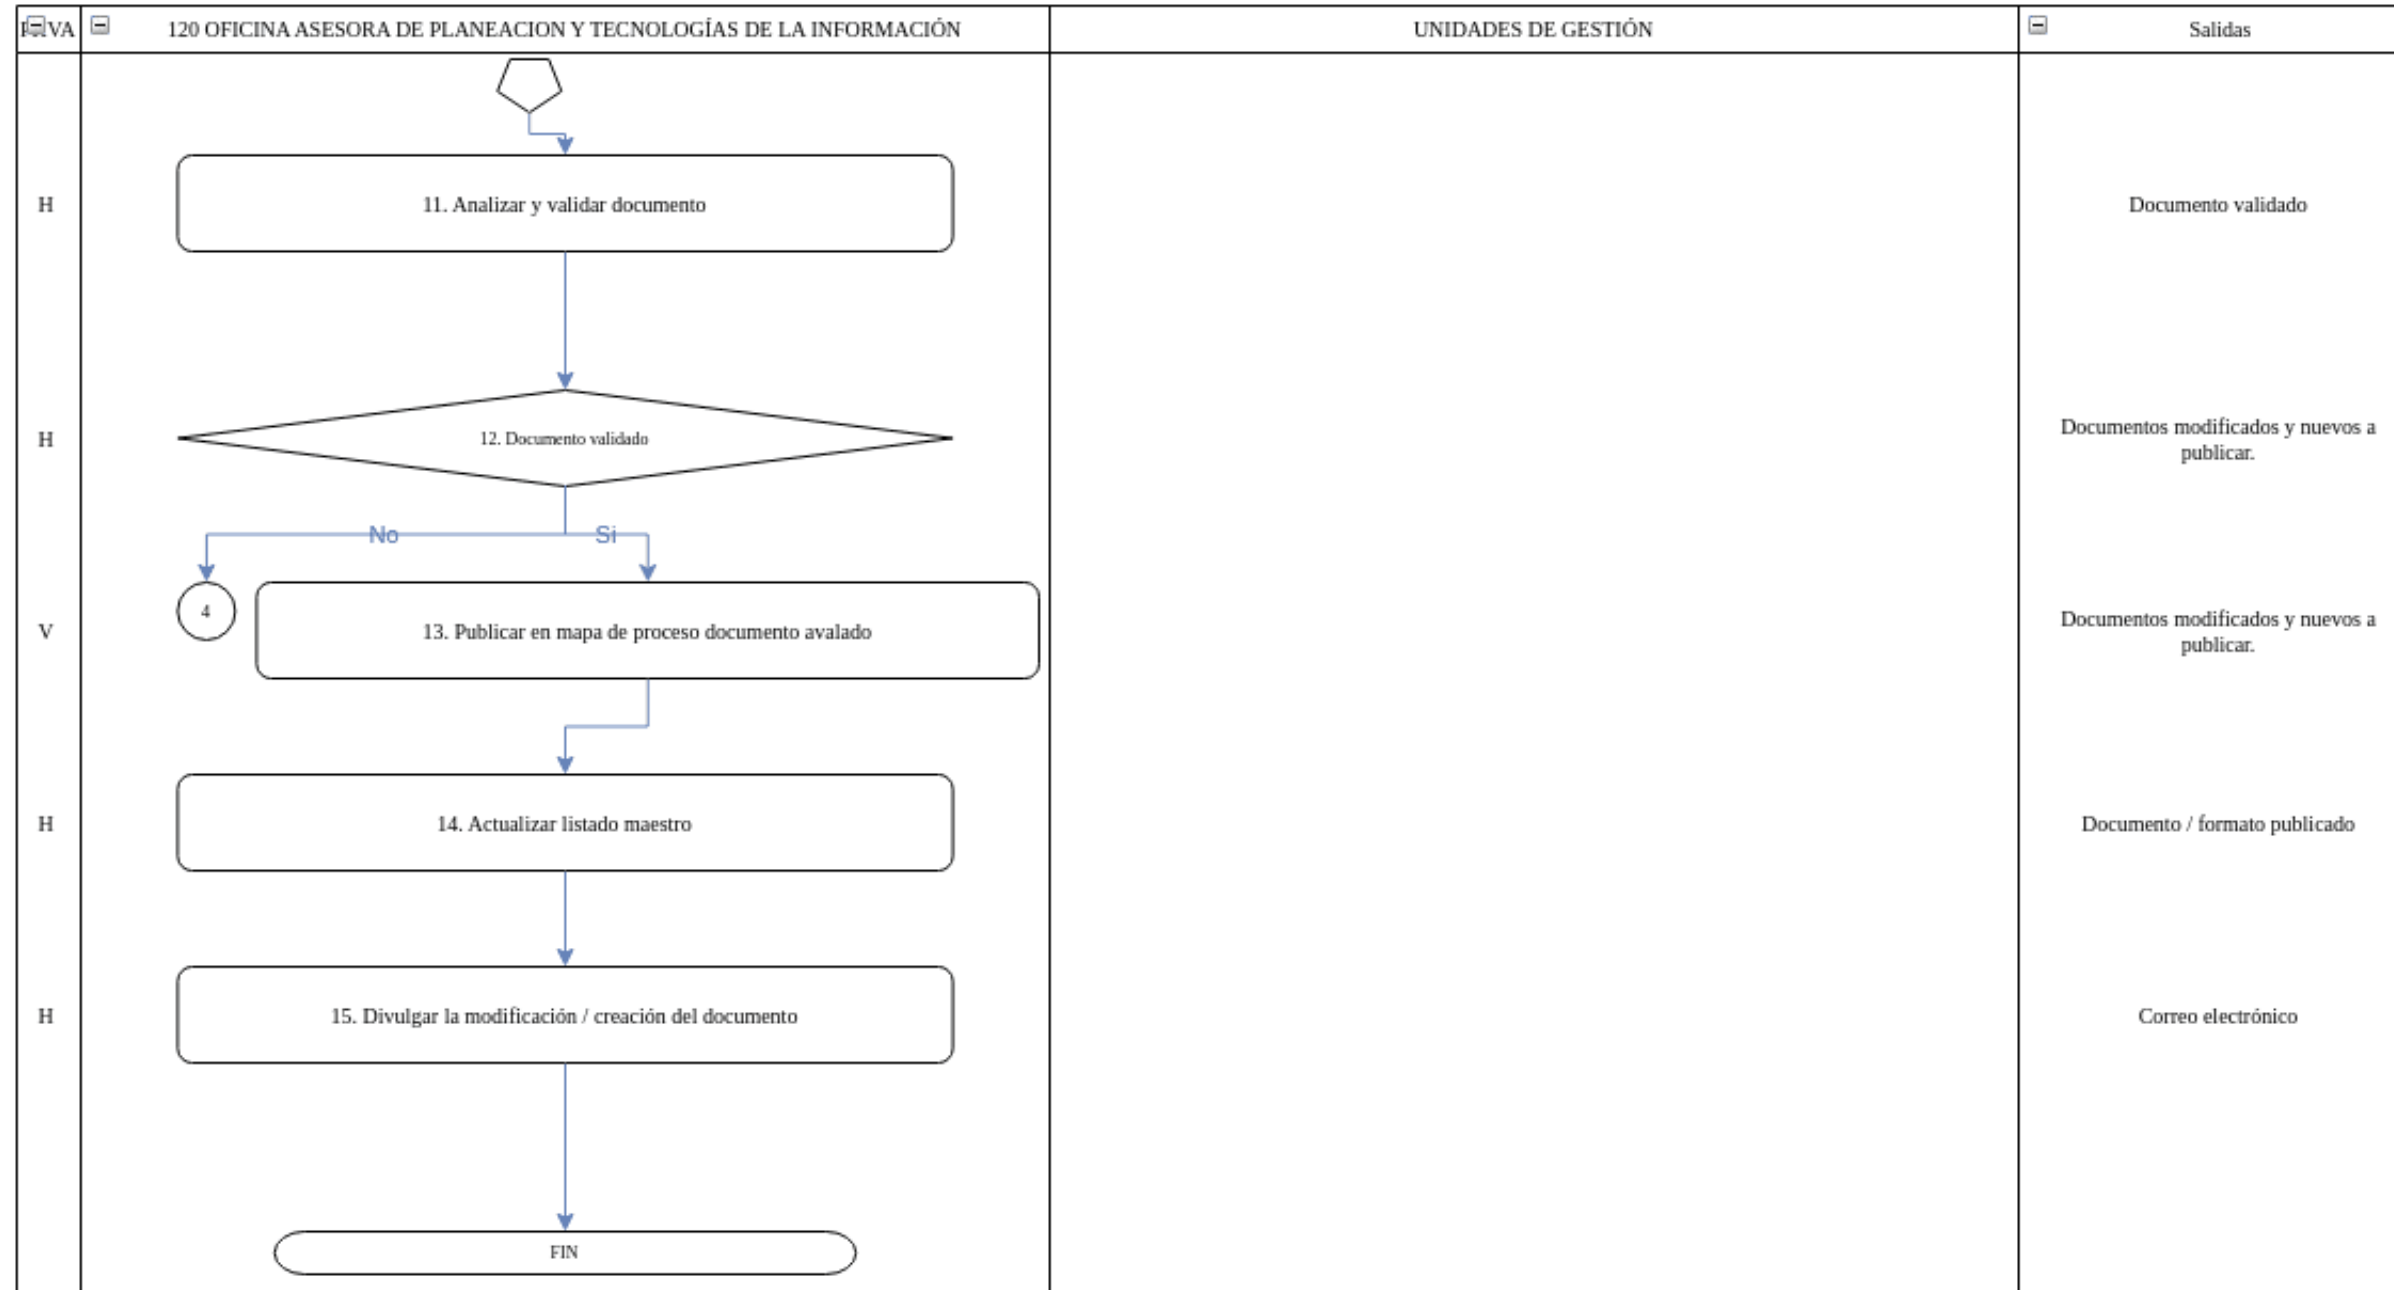 120 OFICINA ASESORA DE PLANEACION Y TECNOLOGÍAS DE LA INFORMACIÓN
UNIDADES DE GESTIÓN
Salidas
H
11. Analizar y validar documento
Documento validado
H
12. Documento validado
Documentos modificados y nuevos a
publicar.
No
Si
4
V
13. Publicar en mapa de proceso documento avalado
Documentos modificados y nuevos a
publicar.
H
14. Actualizar listado maestro
Documento / formato publicado
H
15. Divulgar la modificación / creación del documento
Correo electrónico
FIN